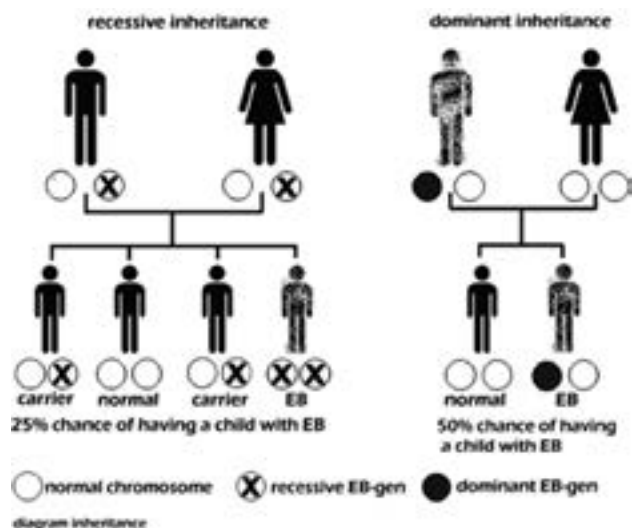 recessive inheritance
dominant inheritance
carrier normal carrier EB
25% chance of having a child with EB
normal EB
50% chance of having
a child with EB
normal chromosome recessive EB-gen dominant EB-gen
diagram inheritance